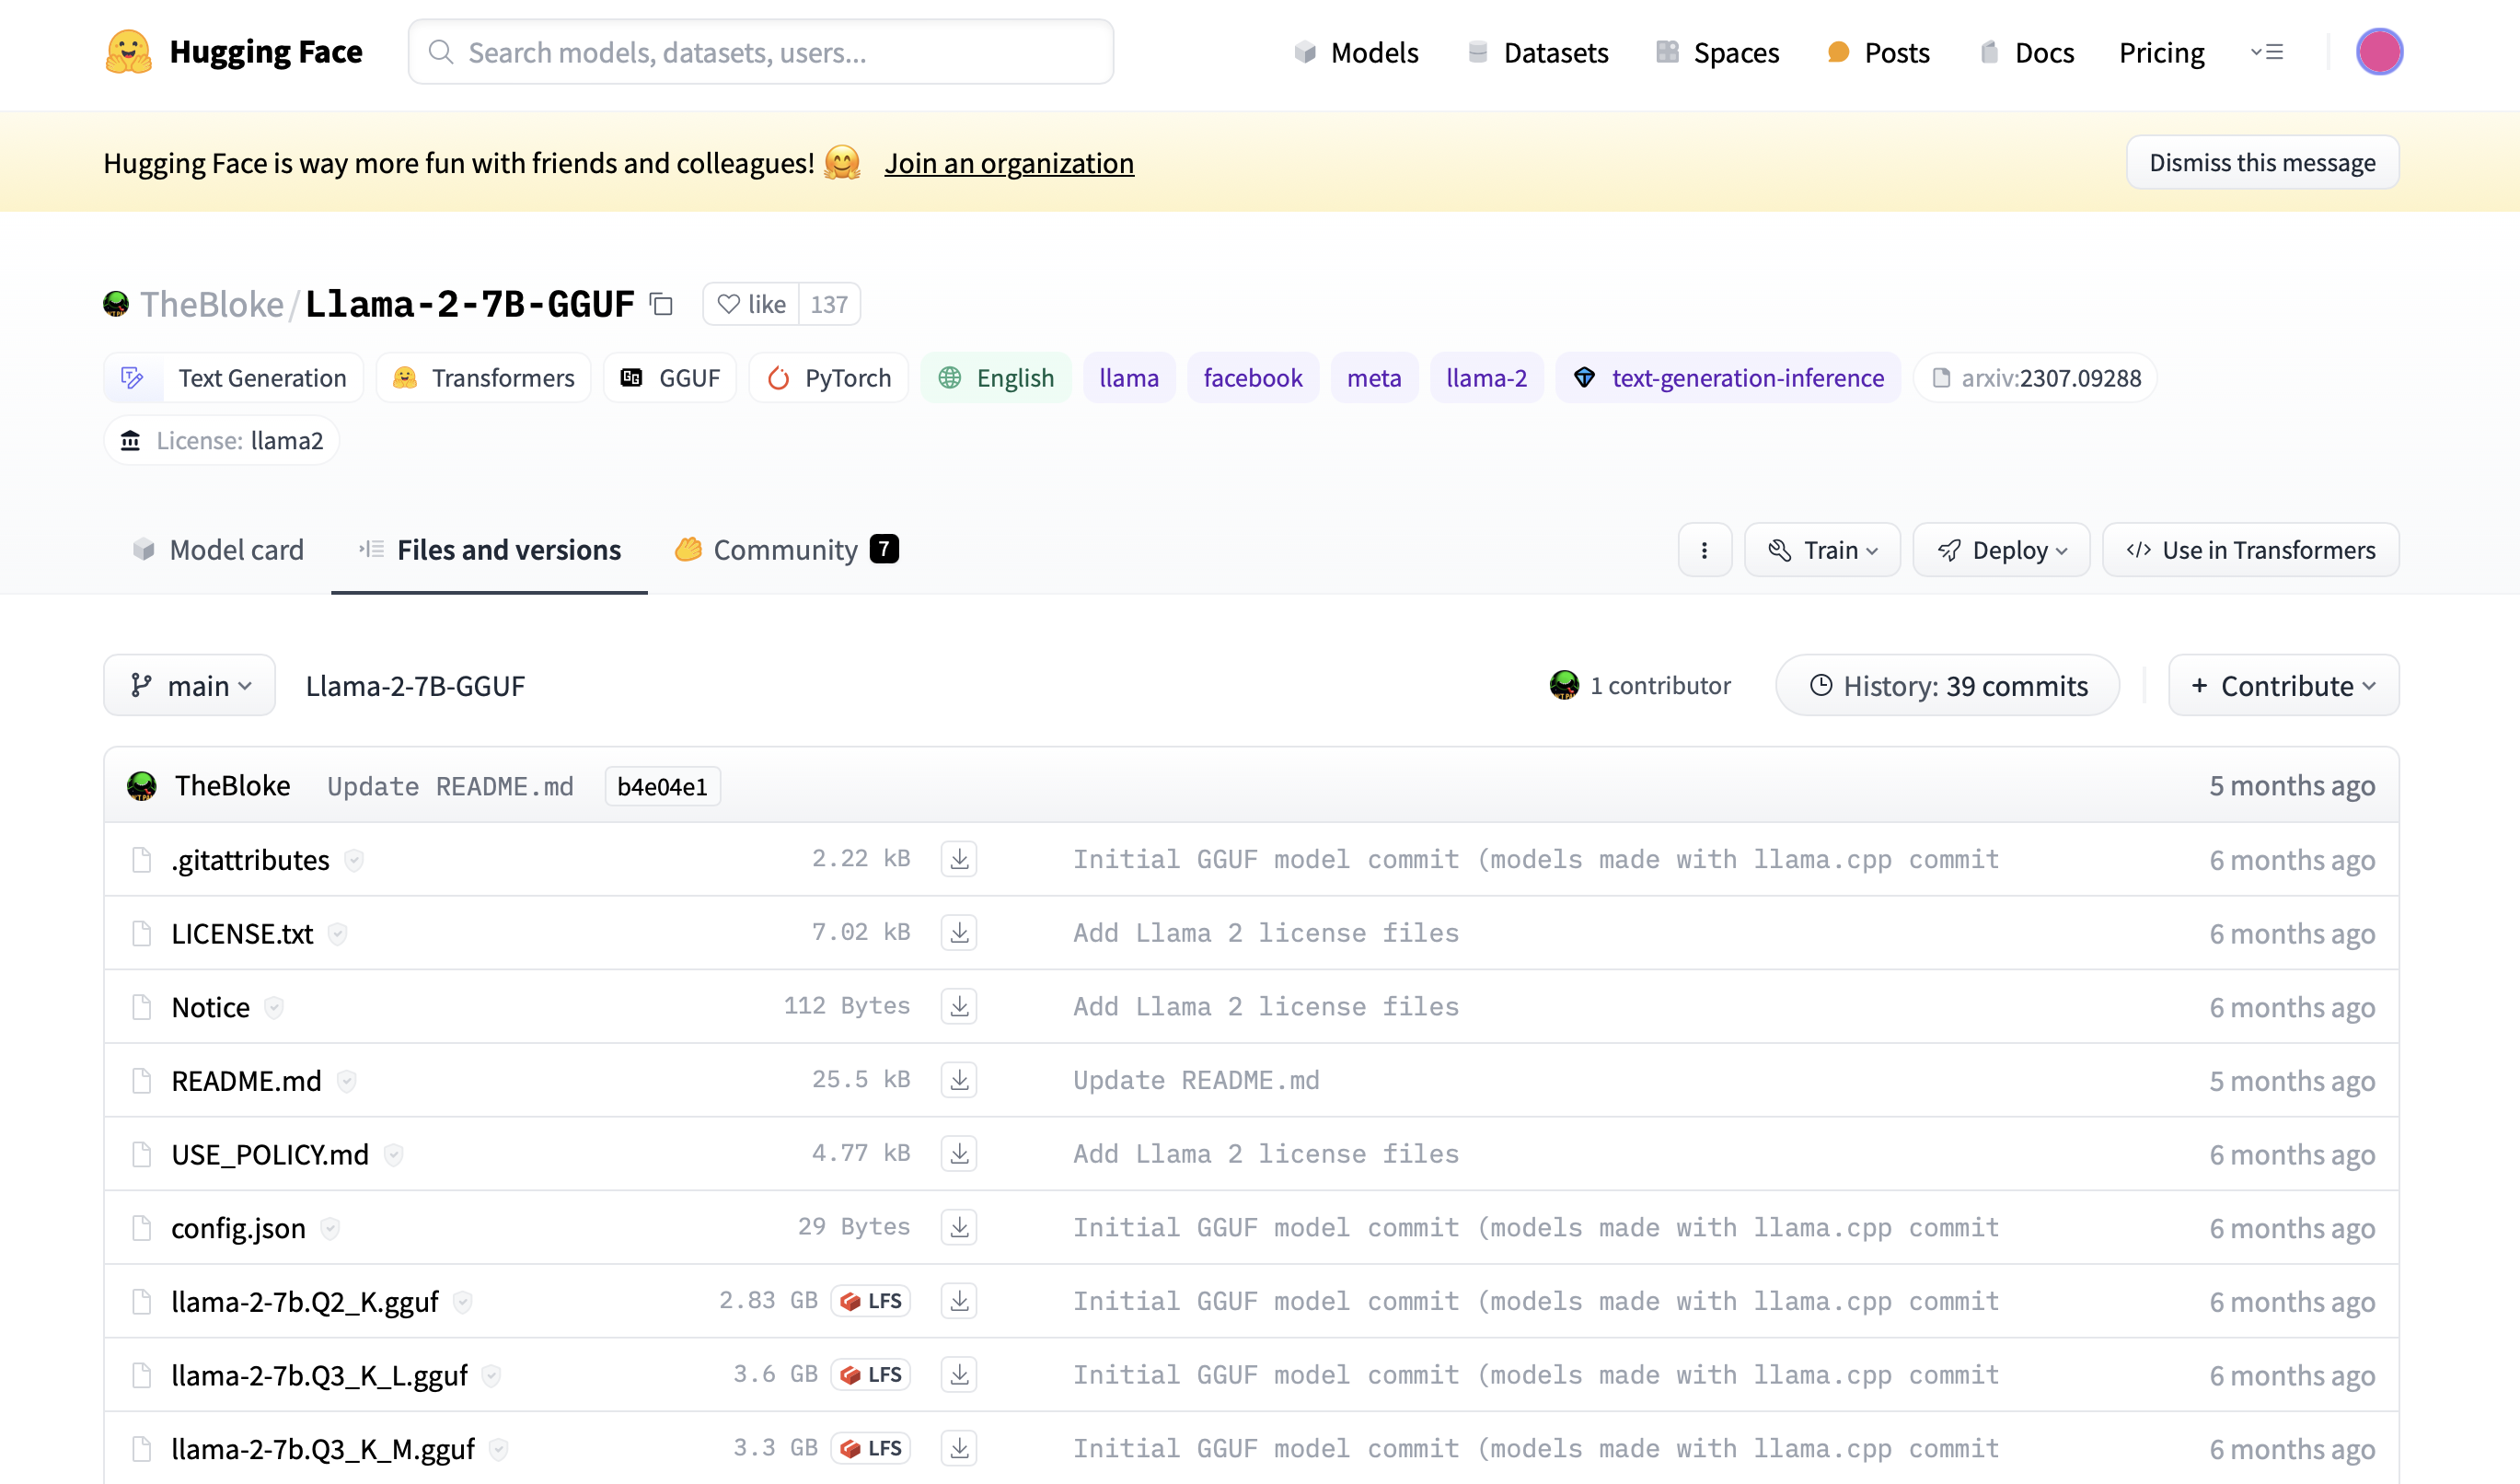 Hugging Face Search models, datasets, users... Models Datasets Spaces Posts Docs Pricing
Hugging Face is way more fun with friends and colleagues! 🤗 Join an organization Dismiss this message
TheBloke/Llama-2-7B-GGUF like 137
Text Generation Transformers GGUF PyTorch English llama facebook meta llama-2 text-generation-inference arxiv:2307.09288
License: llama2
Model card Files and versions Community 7 Train Deploy </> Use in Transformers
main Llama-2-7B-GGUF 1 contributor History: 39 commits + Contribute
TheBloke Update README.md b4e04e1 5 months ago
.gitattributes 2.22 kB Initial GGUF model commit (models made with llama.cpp commit 6 months ago
LICENSE.txt 7.02 kB Add Llama 2 license files 6 months ago
Notice 112 Bytes Add Llama 2 license files 6 months ago
README.md 25.5 kB Update README.md 5 months ago
USE_POLICY.md 4.77 kB Add Llama 2 license files 6 months ago
config.json 29 Bytes Initial GGUF model commit (models made with llama.cpp commit 6 months ago
llama-2-7b.Q2_K.gguf 2.83 GB LFS Initial GGUF model commit (models made with llama.cpp commit 6 months ago
llama-2-7b.Q3_K_L.gguf 3.6 GB LFS Initial GGUF model commit (models made with llama.cpp commit 6 months ago
llama-2-7b.Q3_K_M.gguf 3.3 GB LFS Initial GGUF model commit (models made with llama.cpp commit 6 months ago